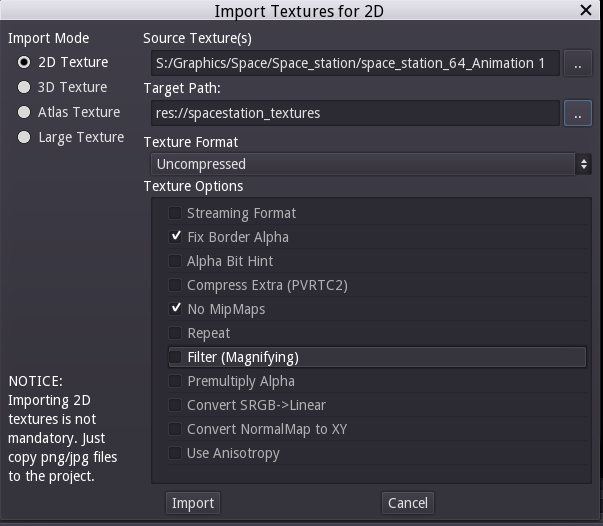 Import Textures for 2D
Import Mode
2D Texture
3D Texture
Atlas Texture
Large Texture
NOTICE:
Importing 2D
textures is not
mandatory. Just
copy png/jpg files
to the project.
Source Texture(s)
S:/Graphics/Space/Space_station/space_station_64_Animation 1
..
Target Path:
res://spacestation_textures
..
Texture Format
Uncompressed
Texture Options
Streaming Format
Fix Border Alpha
Alpha Bit Hint
Compress Extra (PVRTC2)
No MipMaps
Repeat
Filter (Magnifying)
Premultiply Alpha
Convert SRGB->Linear
Convert NormalMap to XY
Use Anisotropy
Import
Cancel